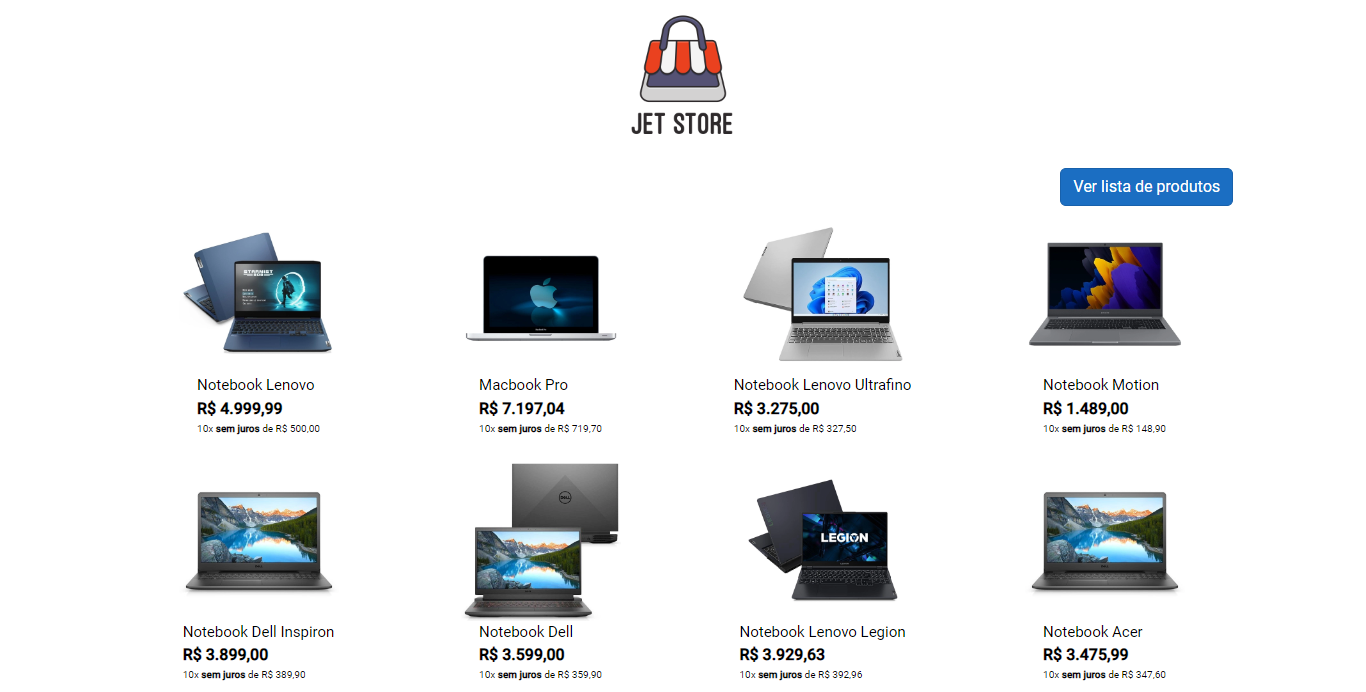 JET STORE
Ver lista de produtos
LEGION
Notebook Lenovo
R$ 4.999,99
10x sem juros de R$ 500,00
Macbook Pro
R$ 7.197,04
10x sem juros de R$ 719,70
Notebook Lenovo Ultrafino
R$ 3.275,00
10x sem juros de R$ 327,50
Notebook Motion
R$ 1.489,00
10x sem juros de R$ 148,90
Notebook Dell Inspiron
R$ 3.899,00
10x sem juros de R$ 389,90
Notebook Dell
R$ 3.599,00
10x sem juros de R$ 359,90
Notebook Lenovo Legion
R$ 3.929,63
10x sem juros de R$ 392,96
Notebook Acer
R$ 3.475,99
10x sem juros de R$ 347,60